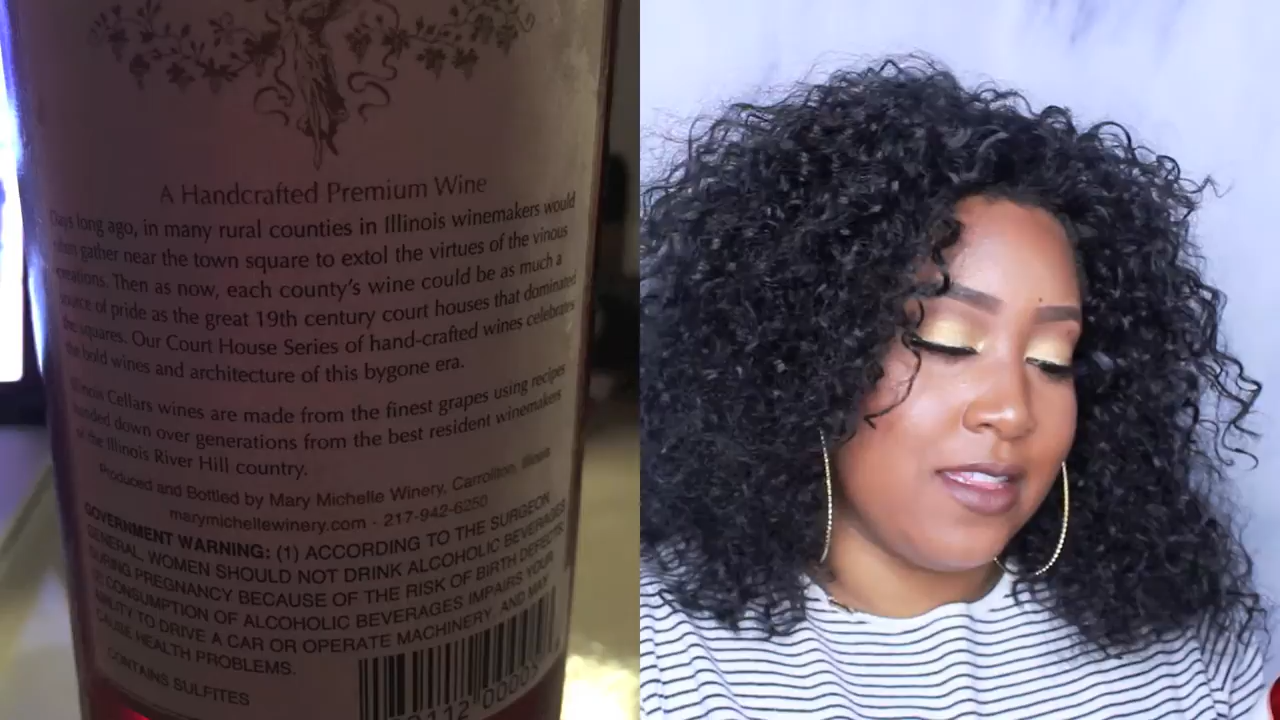 A Handcrafted Premium Wine
Days long ago, in many rural counties in Illinois winemakers would
often gather near the town square to extol the virtues of the vinous
creations. Then as now, each county's wine could be as much a
source of pride as the great 19th century court houses that dominated
the squares. Our Court House Series of hand-crafted wines celebrates
the bold wines and architecture of this bygone era.
Illinois Cellars wines are made from the finest grapes using recipes
handed down over generations from the best resident winemakers
of the Illinois River Hill country.
Produced and Bottled by Mary Michelle Winery, Carrollton, Illinois
marymichellewinery.com - 217-942-6250
GOVERNMENT WARNING: (1) ACCORDING TO THE SURGEON
GENERAL, WOMEN SHOULD NOT DRINK ALCOHOLIC BEVERAGES
DURING PREGNANCY BECAUSE OF THE RISK OF BIRTH DEFECTS.
(2) CONSUMPTION OF ALCOHOLIC BEVERAGES IMPAIRS YOUR
ABILITY TO DRIVE A CAR OR OPERATE MACHINERY, AND MAY
CAUSE HEALTH PROBLEMS.
CONTAINS SULFITES